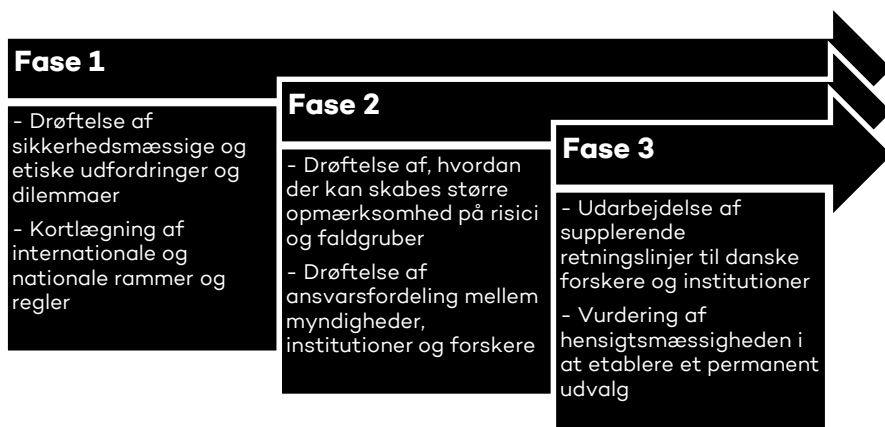 Fase 1
- Drøftelse af
sikkerhedsmæssige og
etiske udfordringer og
dilemmaer
- Kortlægning af
internationale og
nationale rammer og
regler
Fase 2
- Drøftelse af, hvordan
der kan skabes større
opmærksomhed på risici
og faldgruber
- Drøftelse af
ansvarsfordeling mellem
myndigheder,
institutioner og forskere
Fase 3
- Udarbejdelse af
supplerende
retningslinjer til danske
forskere og institutioner
- Vurdering af
hensigtsmæssigheden i
at etablere et permanent
udvalg